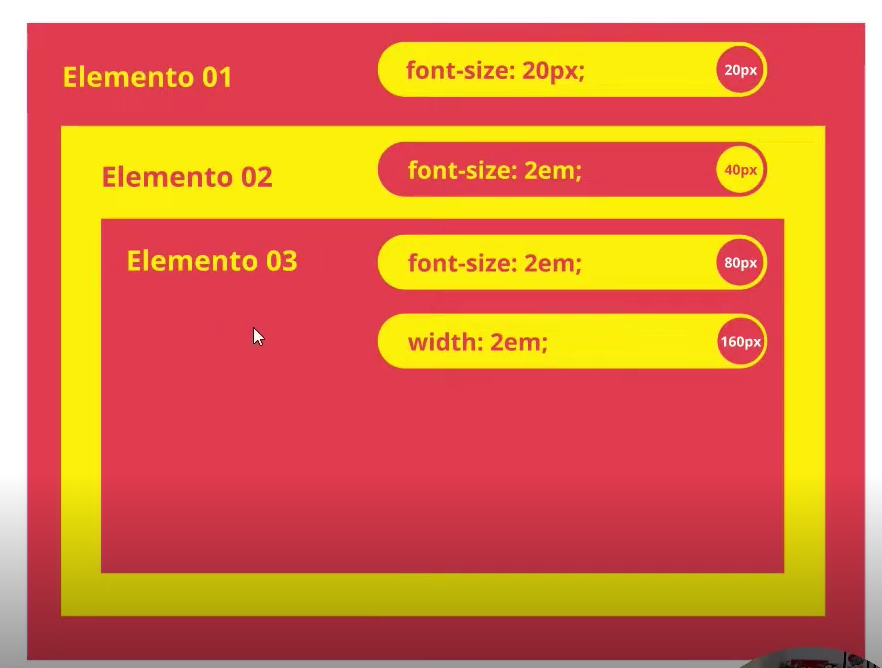 Elemento 01
font-size: 20px;
20px
Elemento 02
font-size: 2em;
40px
Elemento 03
font-size: 2em;
80px
width: 2em;
160px